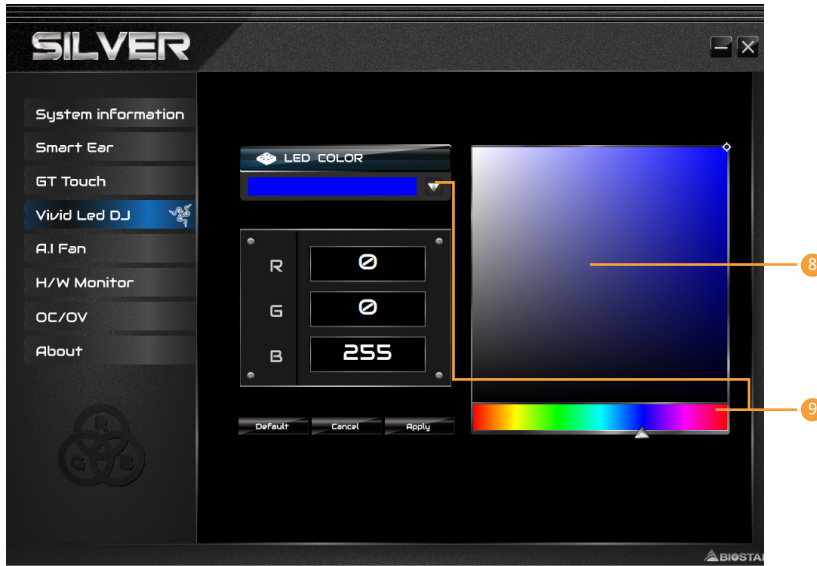 SILVER
System information
Smart Ear
GT Touch
Vivid Led DJ
A.I Fan
H/W Monitor
OC/OV
About
R
G
B
LED COLOR
R 0
G 0
B 255
Default Cancel Apply
8
9
BIOSTA